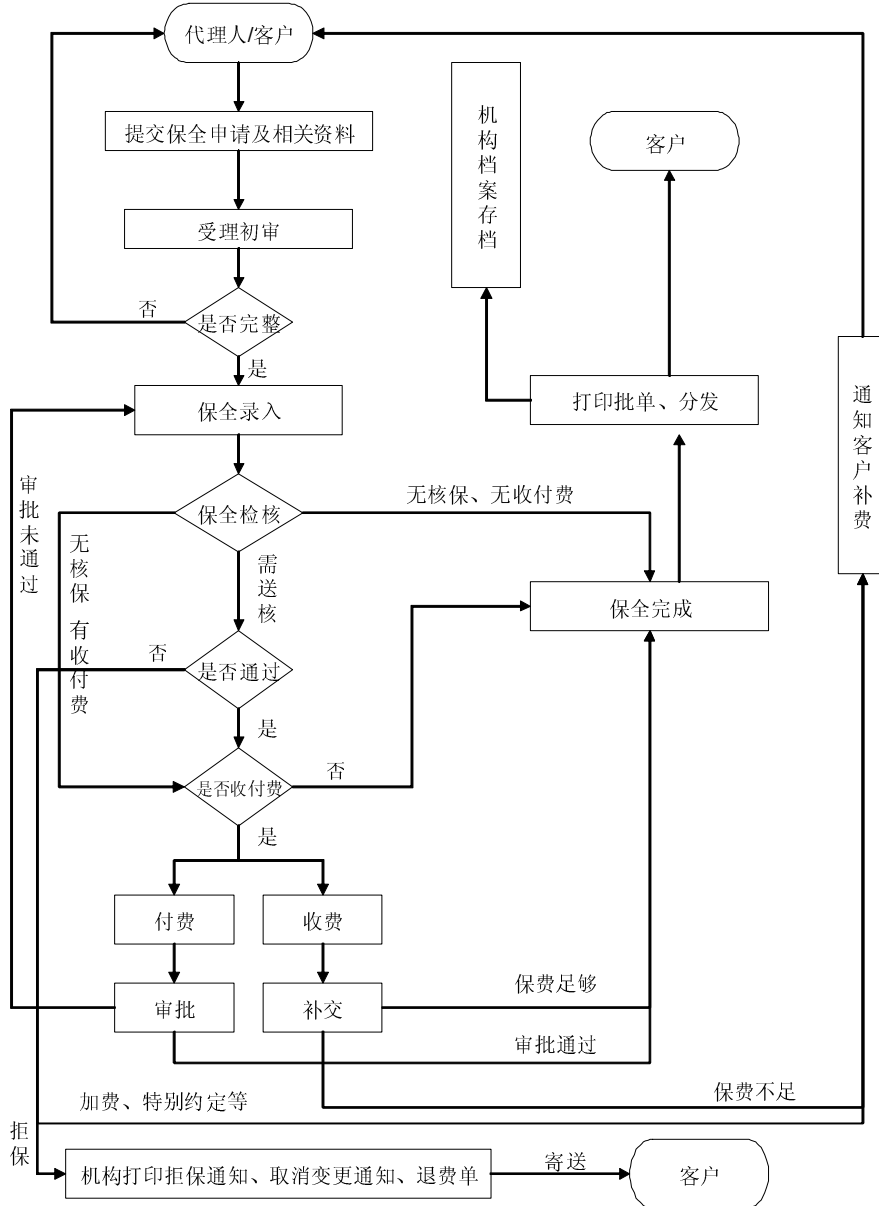 代理人/客户
提交保全申请及相关资料
受理初审
是否完整
否
是
机构档案存档
客户
打印批单、分发
通知客户补费
保全录入
审批未通过
保全检核
无核保、无收付费
无核保 有收付费
需送核
保全完成
是否通过
否
是
是否收付费
否
是
付费
收费
审批
补交
保费足够
审批通过
保费不足
加费、特别约定等
拒保
机构打印拒保通知、取消变更通知、退费单
寄送
客户